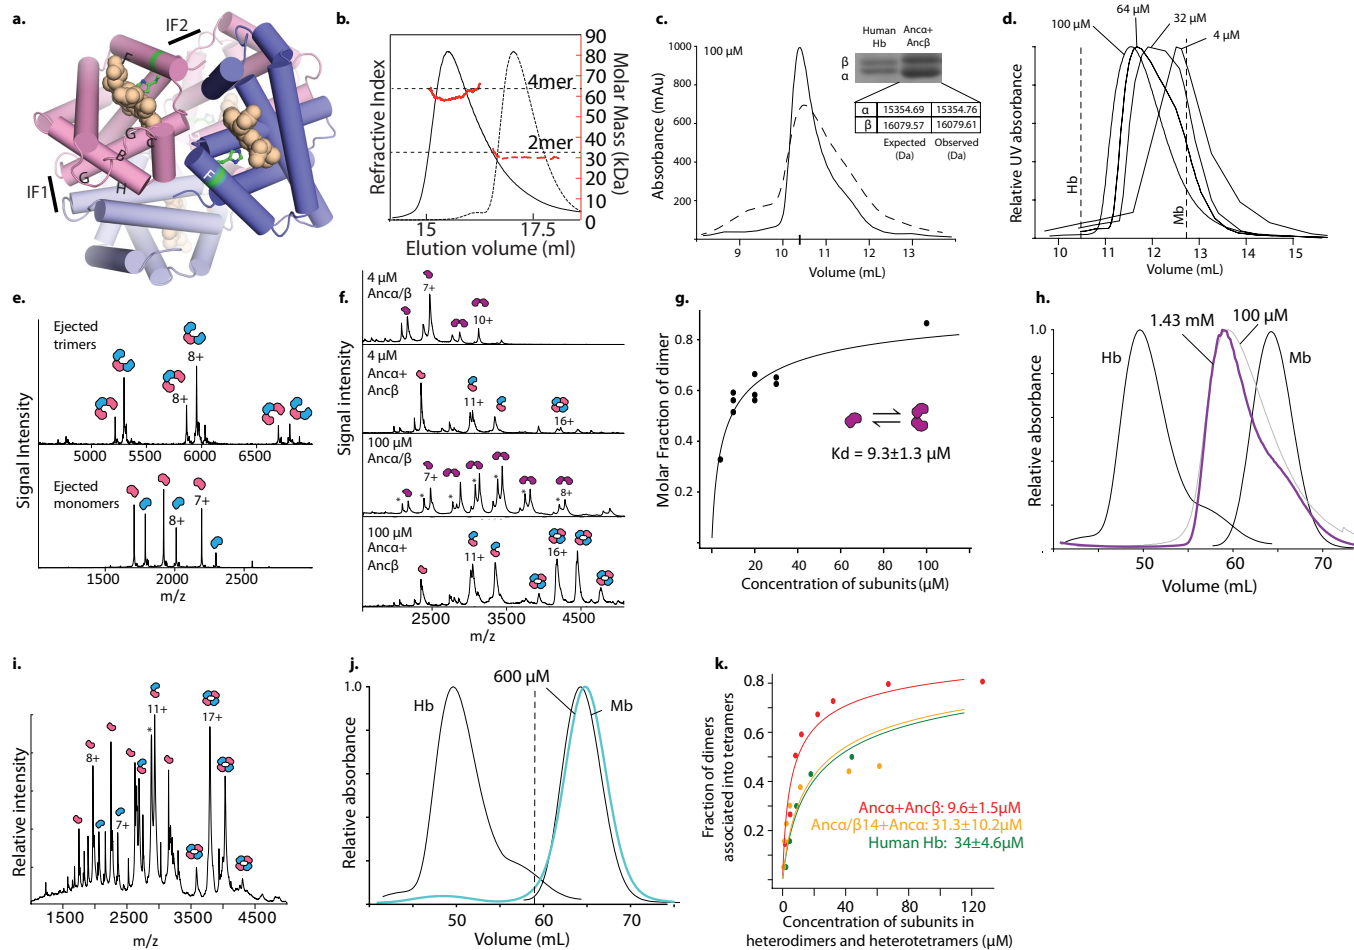 a.
IF2
F
G
B
C
G
H
F
IF1
b.
Refractive Index
90
80
70
60
50
40
30
20
10
0
4mer
2mer
Molar Mass (kDa)
15
17.5
Elution volume (ml)
c.
100 µM
Absorbance (mAu)
1000
800
600
400
200
9
10
11
12
13
Volume (mL)
Human Hb
Ancα+ Ancβ
β
α
α 15354.69 15354.76
β 16079.57 16079.61
Expected (Da)
Observed (Da)
d.
100 µM
64 µM
32 µM
4 µM
Relative UV absorbance
Hb
Mb
10
11
12
13
14
15
Volume (mL)
e.
Ejected trimers
8+
8+
5000
5500
6000
6500
Ejected monomers
8+
7+
1500
2000
2500
Signal Intensity
m/z
f.
4 µM
Ancα/β
7+
10+
4 µM
Ancα+
Ancβ
11+
16+
100 µM
Ancα/β
*
7+
*
*
*
*
*
8+
100 µM
Ancα+
Ancβ
11+
16+
Signal intensity
2500
3500
4500
m/z
g.
Molar Fraction of dimer
0.8
0.6
0.4
0.2
Kd = 9.3±1.3 µM
0
20
40
60
80
100
Concentration of subunits (µM)
h.
1.43 mM
100 µM
1.0
Hb
Mb
Relative absorbance
50
60
70
Volume (mL)
i.
8+
7+
*
11+
17+
Relative intensity
1500
2500
3500
4500
m/z
j.
600 µM
1.0
Hb
Mb
Relative absorbance
50
60
70
Volume (mL)
k.
Fraction of dimers
associated into tetramers
0.8
0.6
0.4
0.2
Ancα+Ancβ: 9.6±1.5µM
Ancα/β14+Ancα: 31.3±10.2µM
Human Hb: 34±4.6µM
0
40
80
120
Concentration of subunits in
heterodimers and heterotetramers (µM)